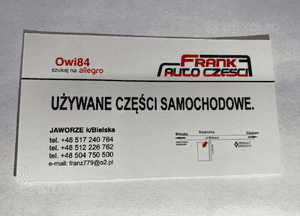 Owi84
szukaj na allegro
FRANK
AUTO CZĘŚCI
UŻYWANE CZĘŚCI SAMOCHODOWE.
JAWORZE k/Bielska
tel. +48 517 240 764
tel. +48 512 226 762
tel. +48 504 750 500
e-mail: franz779@o2.pl